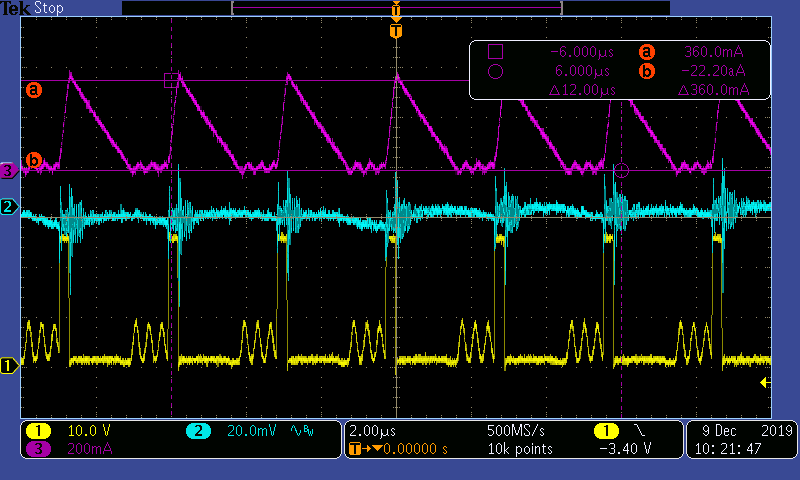 Tek Stop
T
T
a
b
3
2
1
−6.000µs a 360.0mA
6.000µs b −22.20aA
Δ12.00µs Δ360.0mA
1 10.0 V 2 20.0mV BW
3 200mA
2.00µs 500MS/s 1 −3.40 V
T→▼0.00000 s 10k points
9 Dec 2019
10:21:47